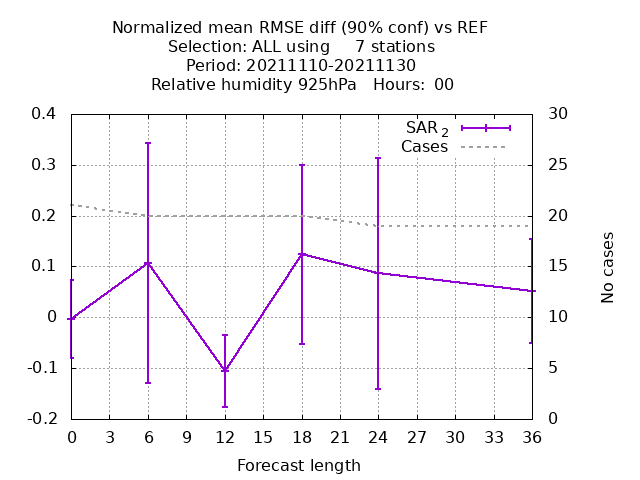 Normalized mean RMSE diff (90% conf) vs REF
Selection: ALL using     7 stations
Period: 20211110-20211130
Relative humidity 925hPa   Hours:  00
0.4
0.3
0.2
0.1
0
-0.1
-0.2
SAR 2
Cases
30
25
20
15
10
5
0
No cases
0 3 6 9 12 15 18 21 24 27 30 33 36
Forecast length